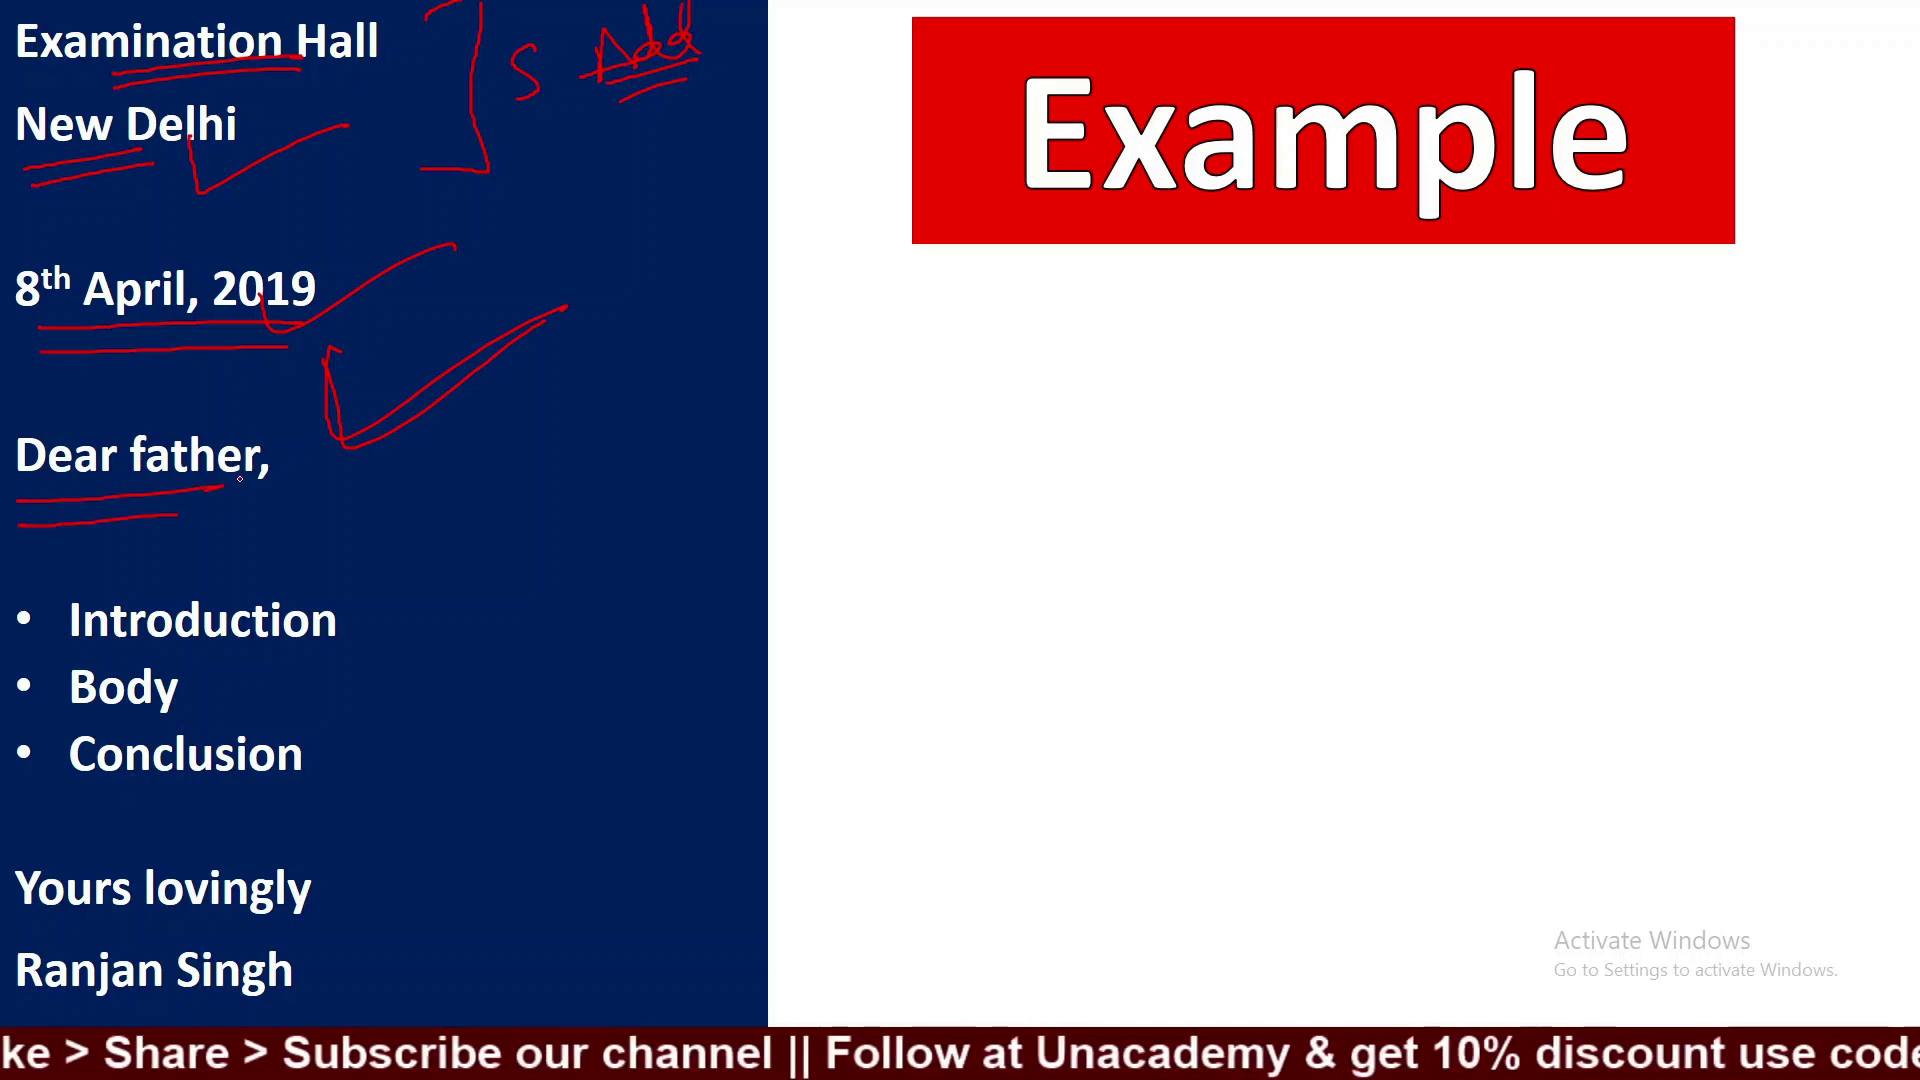 Examination Hall
S Add
New Delhi
8th April, 2019
Dear father,
• Introduction
• Body
• Conclusion
Yours lovingly
Ranjan Singh
Example
Activate Windows
Go to Settings to activate Windows.
ke > Share > Subscribe our channel || Follow at Unacademy & get 10% discount use code